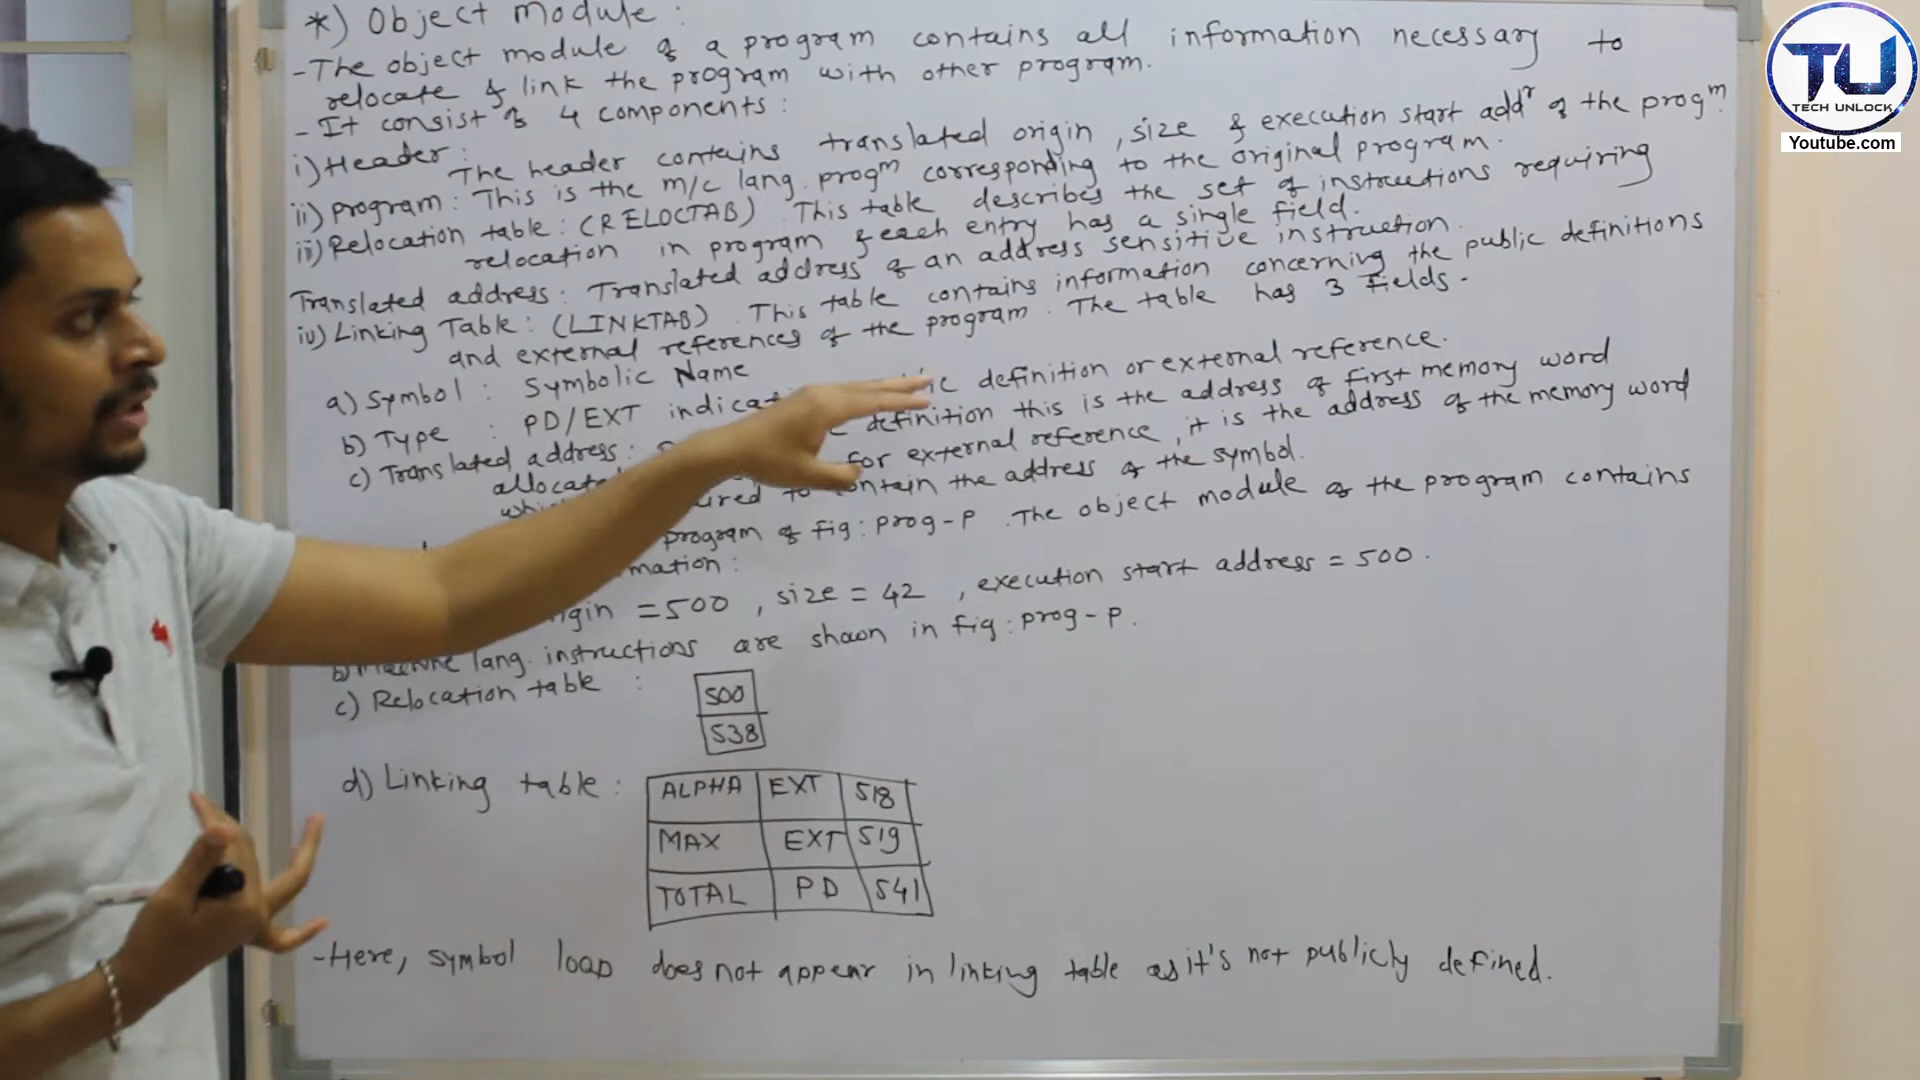 *) Object Module :
- The object module of a program contains all information necessary to
relocate & link the program with other program.
- It consist of 4 components :
i) Header :
The header contains translated origin, size & execution start addr of the progm.
ii) Program : This is the m/c lang. progm corresponding to the original program.
iii) Relocation table : (RELOCTAB) This table describes the set of instructions requiring
relocation in program & each entry has a single field.
Translated address : Translated address of an address sensitive instruction.
iv) Linking Table : (LINKTAB). This table contains information concerning the public definitions
and external references of the program. The table has 3 fields.
a) Symbol : Symbolic Name
b) Type : PD/EXT definition or external reference.
c) Translated address : definition this is the address of first memory word
for external reference, it is the address of the memory word
contain the address of the symbol.
program of fig : prog-P. The object module of the program contains
= 500, size = 42, execution start address = 500.
lang. instructions are shown in fig : prog-P.
c) Relocation table :
500
538
d) Linking table :
ALPHA EXT 518
MAX EXT 519
TOTAL PD 541
- Here, symbol loop does not appear in linking table as it's not publicly defined.
TU
TECH UNLOCK
Youtube.com